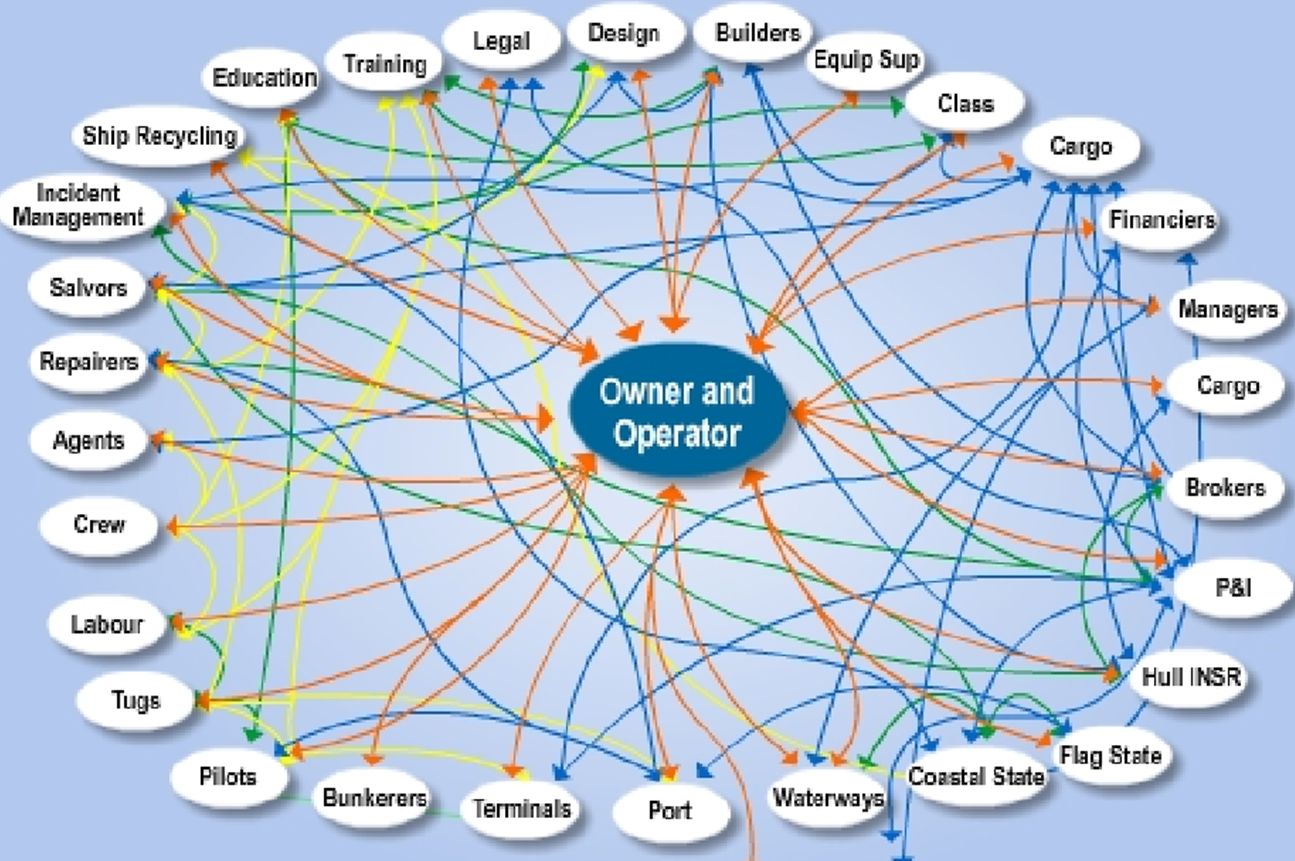 Legal
Design
Builders
Education
Training
Equip Sup
Class
Ship Recycling
Cargo
Incident
Management
Financiers
Salvors
Managers
Repairers
Cargo
Owner and
Operator
Agents
Brokers
Crew
P&I
Labour
Hull INSR
Tugs
Flag State
Pilots
Coastal State
Bunkerers
Terminals
Port
Waterways